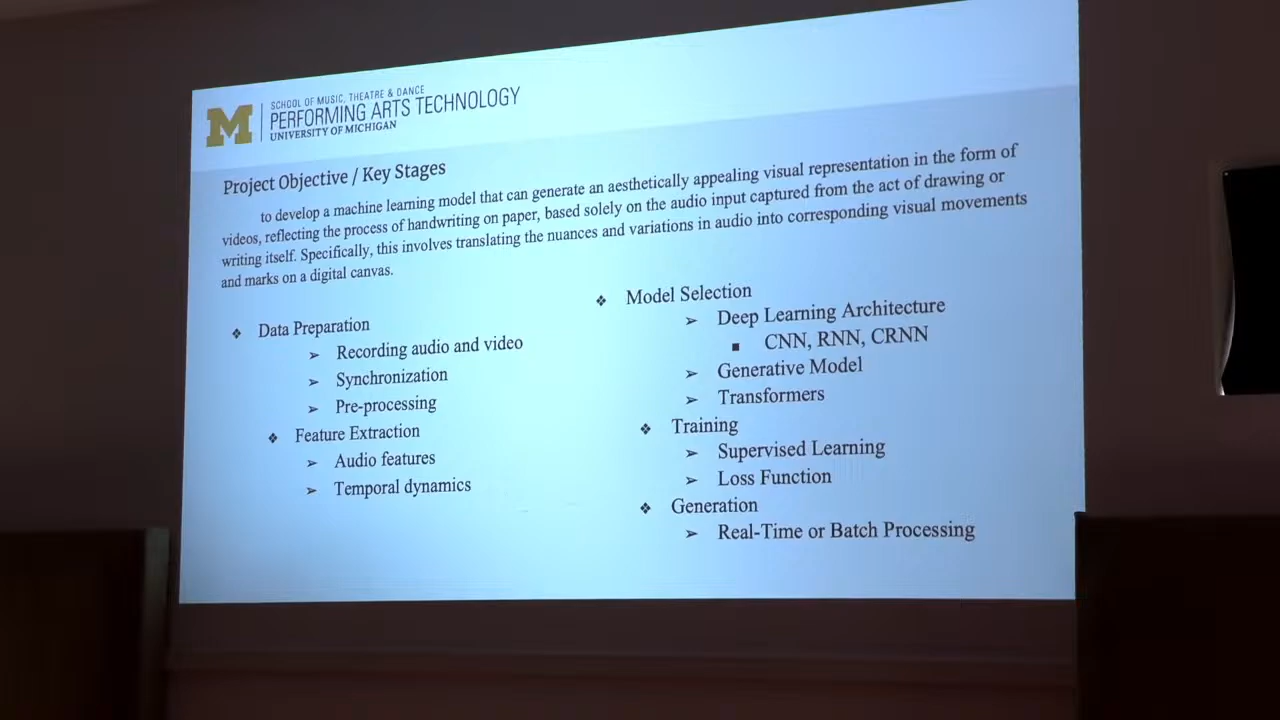 M
SCHOOL OF MUSIC, THEATRE & DANCE
PERFORMING ARTS TECHNOLOGY
UNIVERSITY OF MICHIGAN
Project Objective / Key Stages
to develop a machine learning model that can generate an aesthetically appealing visual representation in the form of
videos, reflecting the process of handwriting on paper, based solely on the audio input captured from the act of drawing or
writing itself. Specifically, this involves translating the nuances and variations in audio into corresponding visual movements
and marks on a digital canvas.
❖ Data Preparation
➢ Recording audio and video
➢ Synchronization
➢ Pre-processing
❖ Feature Extraction
➢ Audio features
➢ Temporal dynamics
❖ Model Selection
➢ Deep Learning Architecture
■ CNN, RNN, CRNN
➢ Generative Model
➢ Transformers
❖ Training
➢ Supervised Learning
➢ Loss Function
❖ Generation
➢ Real-Time or Batch Processing